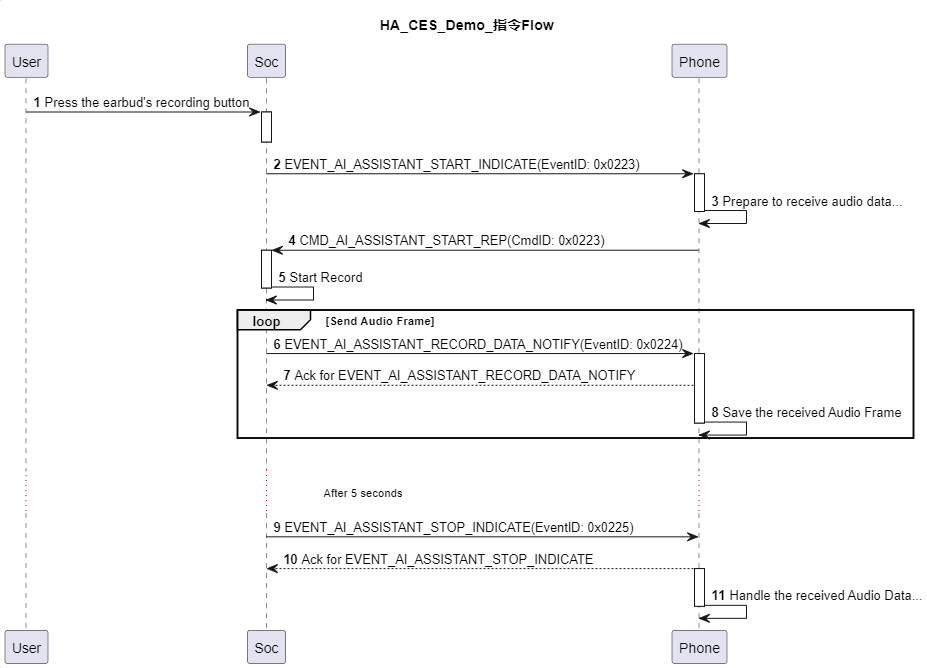 HA_CES_Demo_指令Flow
User
Soc
Phone
1 Press the earbud's recording button
2 EVENT_AI_ASSISTANT_START_INDICATE(EventID: 0x0223)
3 Prepare to receive audio data...
4 CMD_AI_ASSISTANT_START_REP(CmdID: 0x0223)
5 Start Record
loop
[Send Audio Frame]
6 EVENT_AI_ASSISTANT_RECORD_DATA_NOTIFY(EventID: 0x0224)
7 Ack for EVENT_AI_ASSISTANT_RECORD_DATA_NOTIFY
8 Save the received Audio Frame
After 5 seconds
9 EVENT_AI_ASSISTANT_STOP_INDICATE(EventID: 0x0225)
10 Ack for EVENT_AI_ASSISTANT_STOP_INDICATE
11 Handle the received Audio Data...
User
Soc
Phone